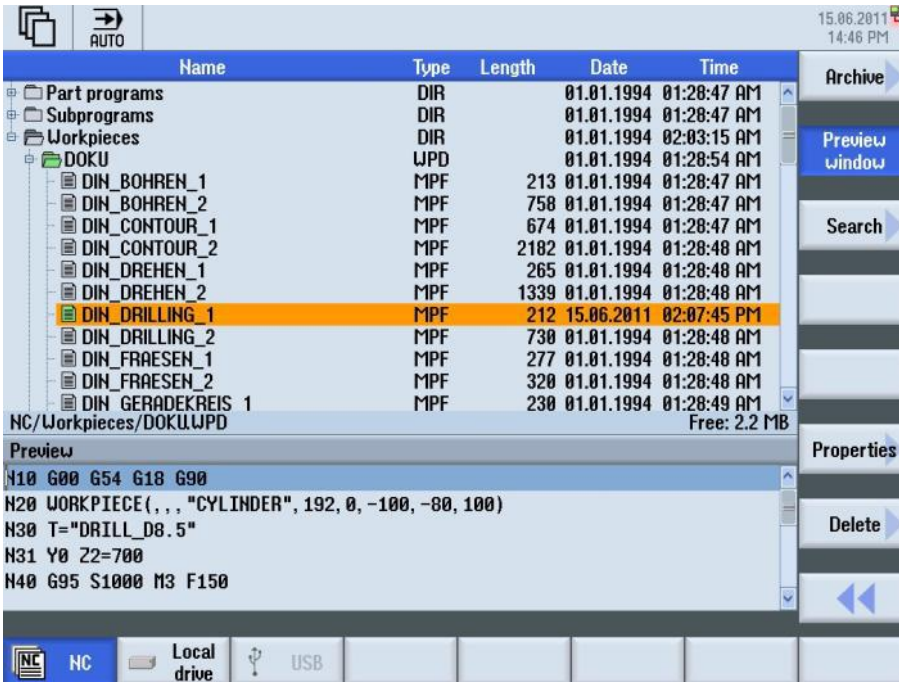 AUTO
15.06.2011
14:46 PM
Name Type Length Date Time
Part programs DIR 01.01.1994 01:28:47 AM
Subprograms DIR 01.01.1994 01:28:47 AM
Workpieces DIR 01.01.1994 02:03:15 AM
DOKU WPD 01.01.1994 01:28:54 AM
DIN_BOHREN_1 MPF 213 01.01.1994 01:28:47 AM
DIN_BOHREN_2 MPF 758 01.01.1994 01:28:47 AM
DIN_CONTOUR_1 MPF 674 01.01.1994 01:28:47 AM
DIN_CONTOUR_2 MPF 2182 01.01.1994 01:28:48 AM
DIN_DREHEN_1 MPF 265 01.01.1994 01:28:48 AM
DIN_DREHEN_2 MPF 1339 01.01.1994 01:28:48 AM
DIN_DRILLING_1 MPF 212 15.06.2011 02:07:45 PM
DIN_DRILLING_2 MPF 730 01.01.1994 01:28:48 AM
DIN_FRAESEN_1 MPF 277 01.01.1994 01:28:48 AM
DIN_FRAESEN_2 MPF 320 01.01.1994 01:28:48 AM
DIN_GERADEKREIS_1 MPF 230 01.01.1994 01:28:49 AM
NC/Workpieces/DOKU.WPD Free: 2.2 MB
Preview
N10 G00 G54 G18 G90
N20 WORKPIECE(,,,"CYLINDER",192,0,-100,-80,100)
N30 T="DRILL_D8.5"
N31 Y0 Z2=700
N40 G95 S1000 M3 F150
Archive
Preview
window
Search
Properties
Delete
NC NC
Local
drive
USB